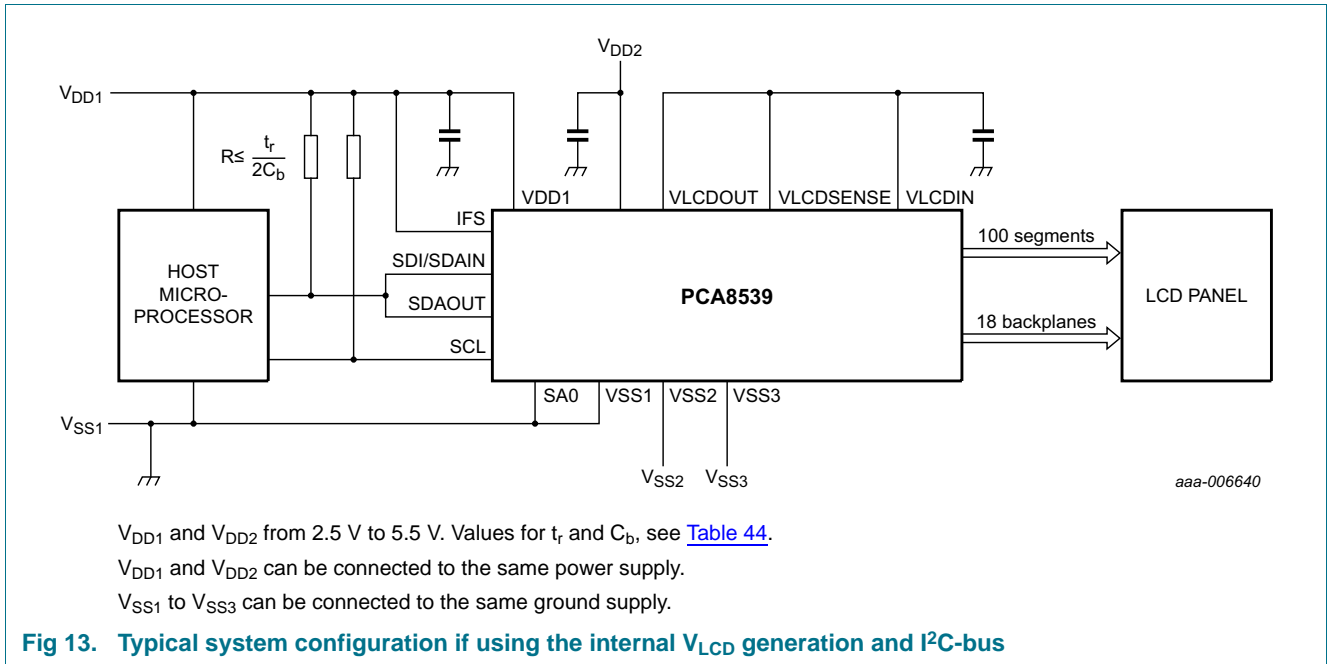 VDD2
VDD1
R≤ tr
2Cb
VDD1
VLCDOUT
VLCDSENSE
VLCDIN
IFS
SDI/SDAIN
SDAOUT
SCL
HOST
MICRO-
PROCESSOR
PCA8539
100 segments
18 backplanes
LCD PANEL
SA0
VSS1
VSS2
VSS3
VSS1
VSS2
VSS3
aaa-006640
VDD1 and VDD2 from 2.5 V to 5.5 V. Values for tr and Cb, see Table 44.
VDD1 and VDD2 can be connected to the same power supply.
VSS1 to VSS3 can be connected to the same ground supply.
Fig 13. Typical system configuration if using the internal VLCD generation and I²C-bus